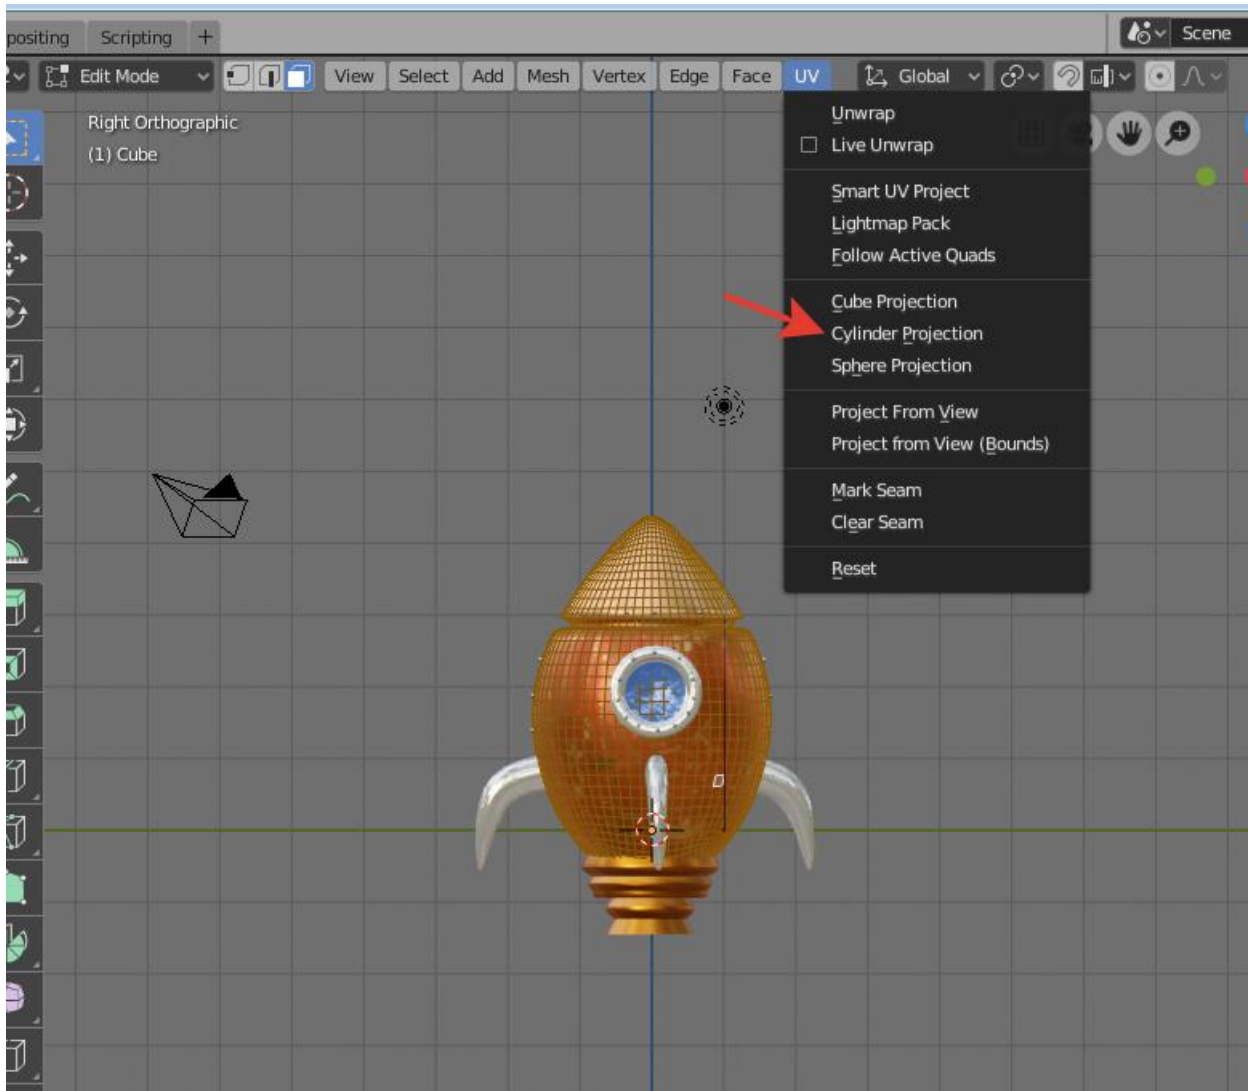 positing Scripting + Scene
Edit Mode View Select Add Mesh Vertex Edge Face UV Global
Right Orthographic
(1) Cube
Unwrap
Live Unwrap
Smart UV Project
Lightmap Pack
Follow Active Quads
Cube Projection
Cylinder Projection
Sphere Projection
Project From View
Project from View (Bounds)
Mark Seam
Clear Seam
Reset